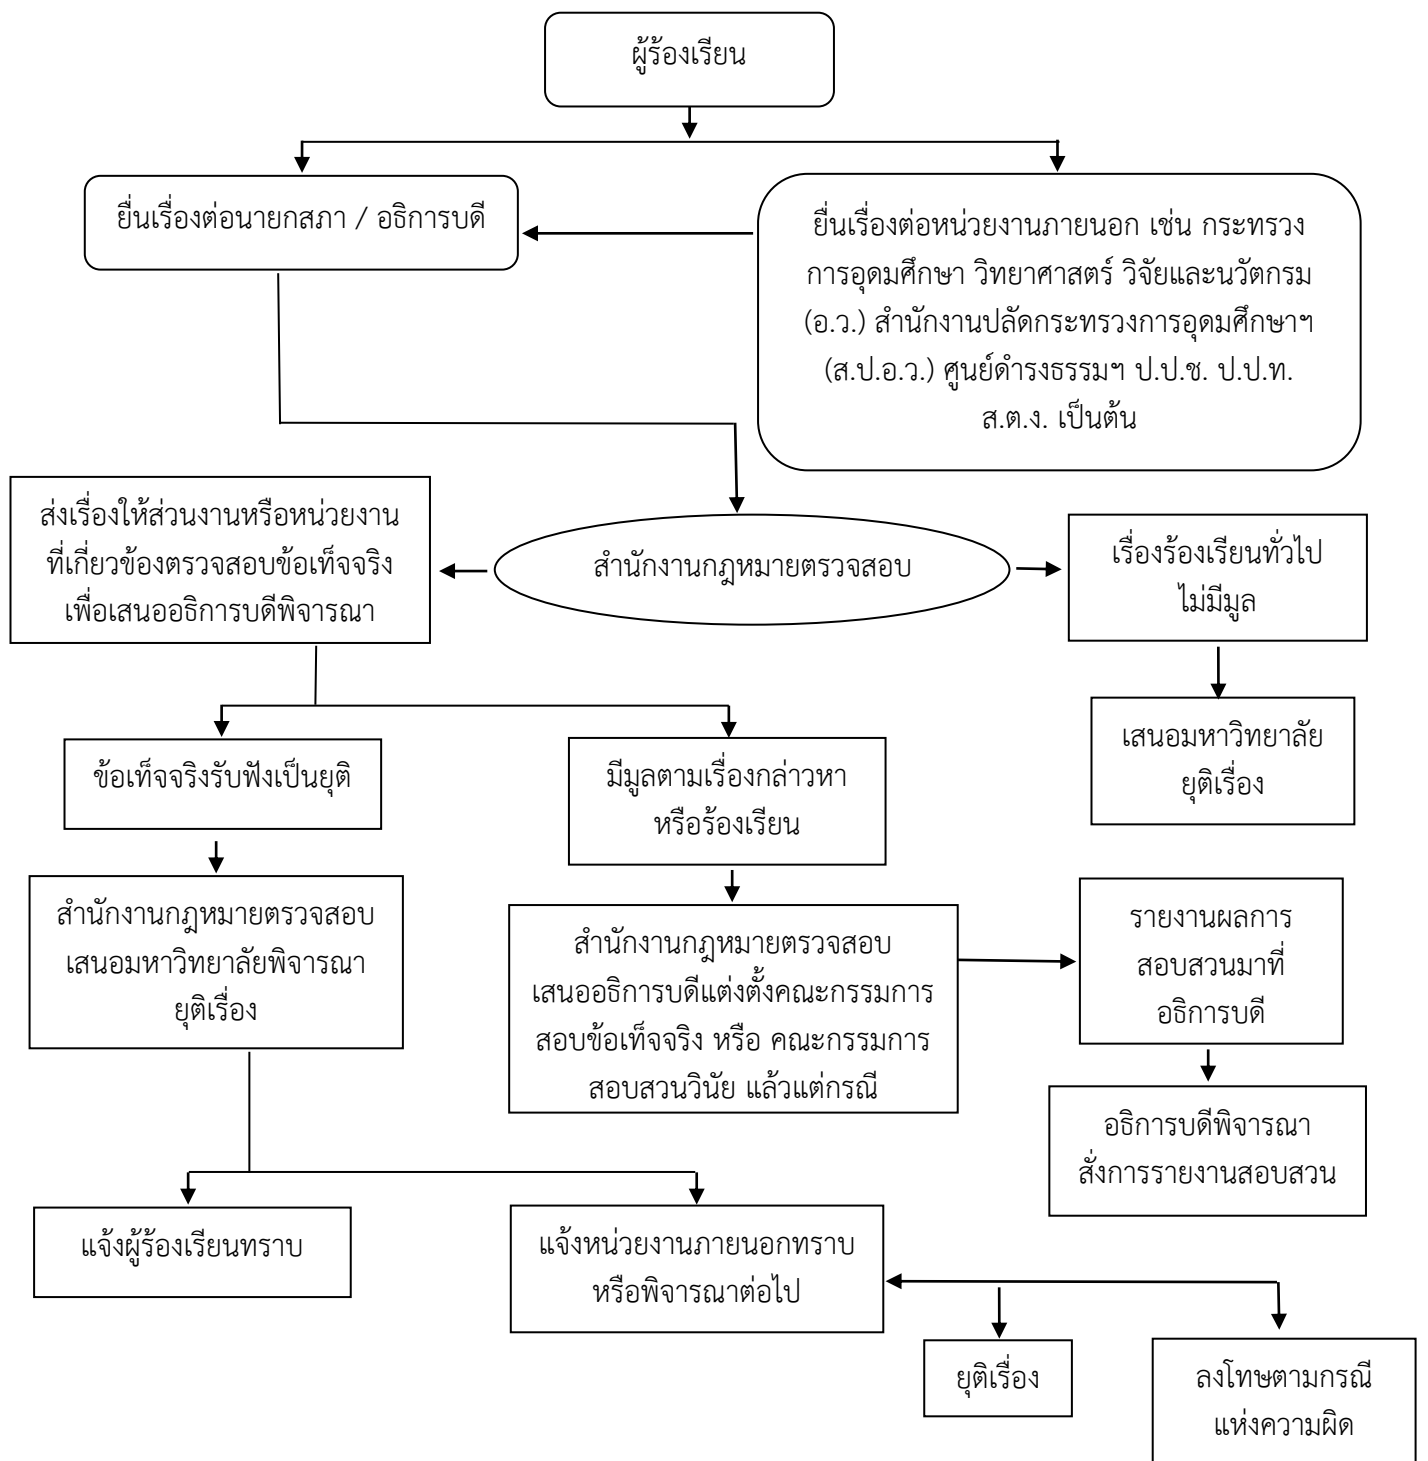 ผู้ร้องเรียน
ยื่นเรื่องต่อนายกสภา / อธิการบดี
ยื่นเรื่องต่อหน่วยงานภายนอก เช่น กระทรวง
การอุดมศึกษา วิทยาศาสตร์ วิจัยและนวัตกรม
(อ.ว.) สำนักงานปลัดกระทรวงการอุดมศึกษาฯ
(ส.ป.อ.ว.) ศูนย์ดำรงธรรมฯ ป.ป.ช. ป.ป.ท.
ส.ต.ง. เป็นต้น
ส่งเรื่องให้ส่วนงานหรือหน่วยงาน
ที่เกี่ยวข้องตรวจสอบข้อเท็จจริง
เพื่อเสนออธิการบดีพิจารณา
สำนักงานกฎหมายตรวจสอบ
เรื่องร้องเรียนทั่วไป
ไม่มีมูล
เสนอมหาวิทยาลัย
ยุติเรื่อง
ข้อเท็จจริงรับฟังเป็นยุติ
มีมูลตามเรื่องกล่าวหา
หรือร้องเรียน
สำนักงานกฎหมายตรวจสอบ
เสนอมหาวิทยาลัยพิจารณา
ยุติเรื่อง
สำนักงานกฎหมายตรวจสอบ
เสนออธิการบดีแต่งตั้งคณะกรรมการ
สอบข้อเท็จจริง หรือ คณะกรรมการ
สอบสวนวินัย แล้วแต่กรณี
รายงานผลการ
สอบสวนมาที่
อธิการบดี
อธิการบดีพิจารณา
สั่งการรายงานสอบสวน
แจ้งผู้ร้องเรียนทราบ
แจ้งหน่วยงานภายนอกทราบ
หรือพิจารณาต่อไป
ยุติเรื่อง
ลงโทษตามกรณี
แห่งความผิด